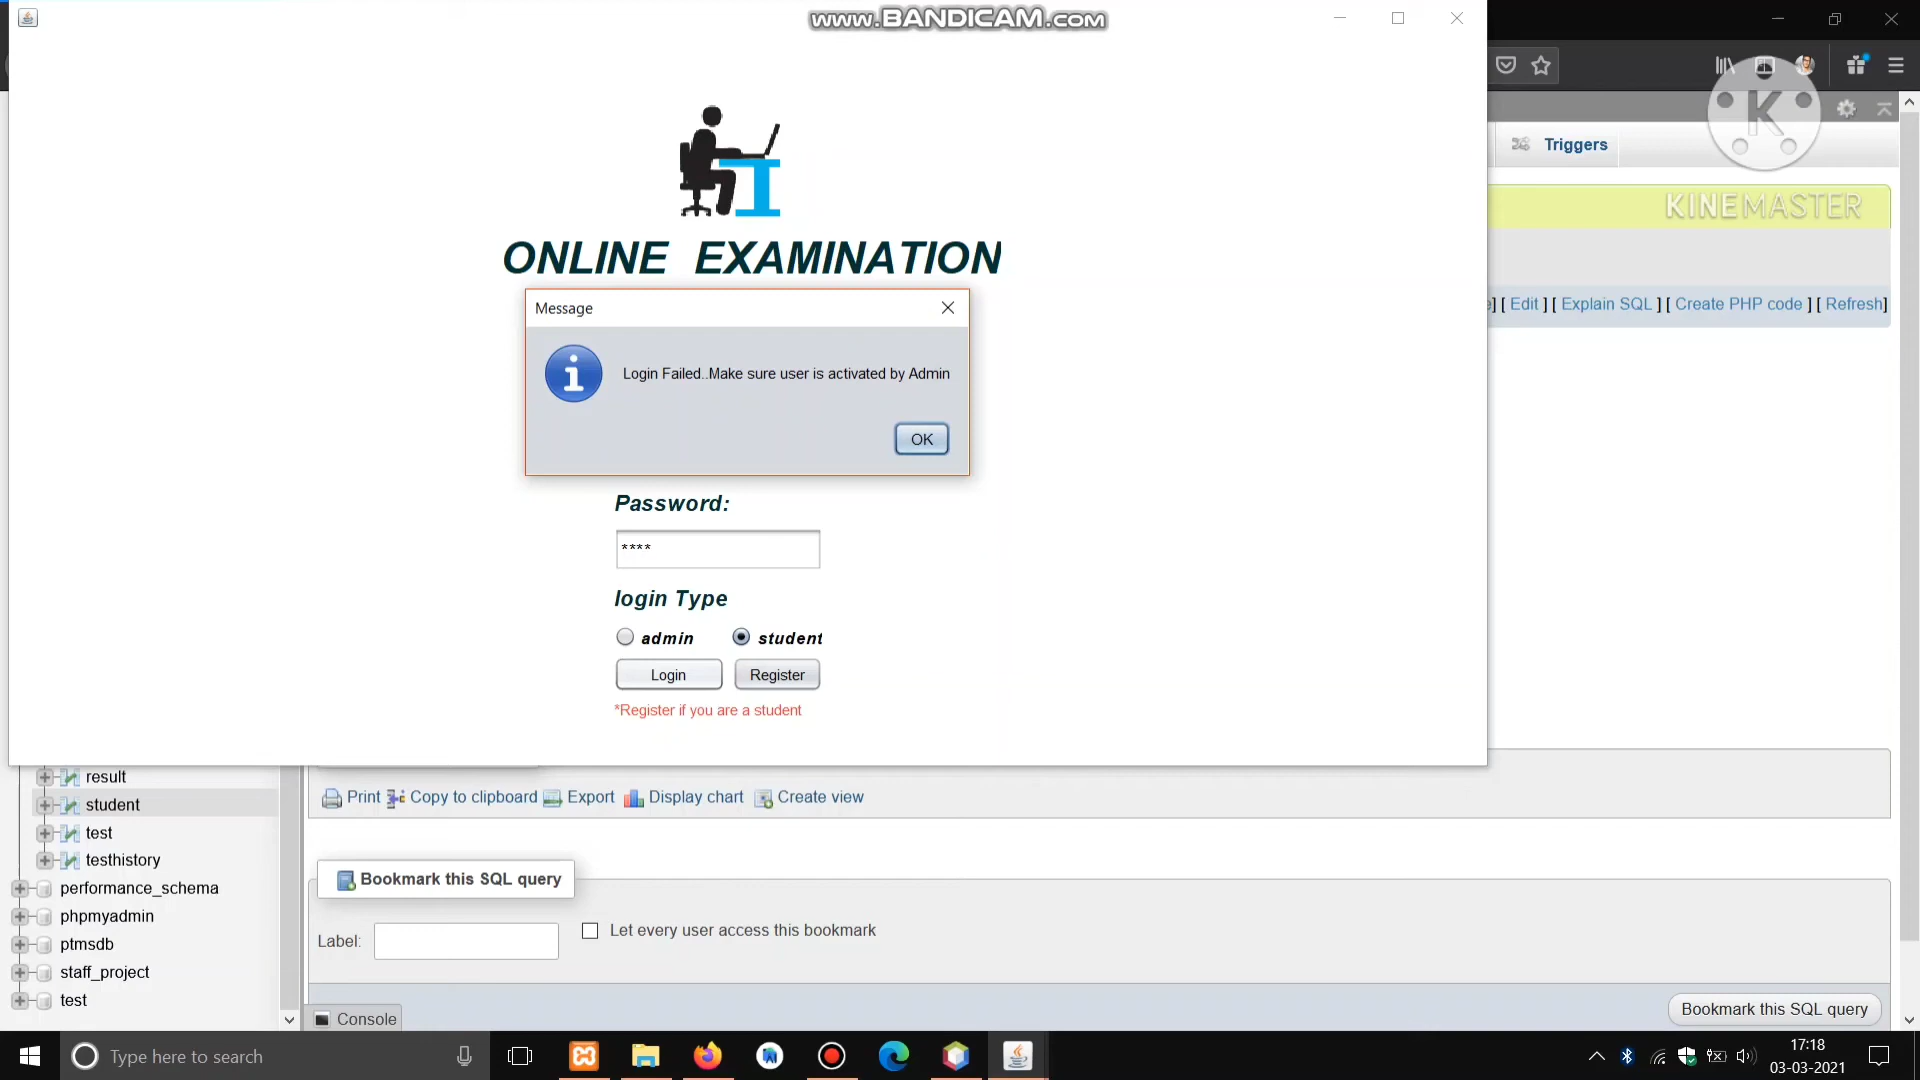 www.BANDICAM.com
Triggers
K
KINEMASTER
ONLINE EXAMINATION
] [ Edit ] [ Explain SQL ] [ Create PHP code ] [ Refresh]
Message
Login Failed..Make sure user is activated by Admin
OK
Password:
****
login Type
admin student
Login Register
*Register if you are a student
result
student
test
testhistory
performance_schema
phpmyadmin
ptmsdb
staff_project
test
Print Copy to clipboard Export Display chart Create view
Bookmark this SQL query
Label:
Let every user access this bookmark
Bookmark this SQL query
Console
Type here to search
17:18
03-03-2021